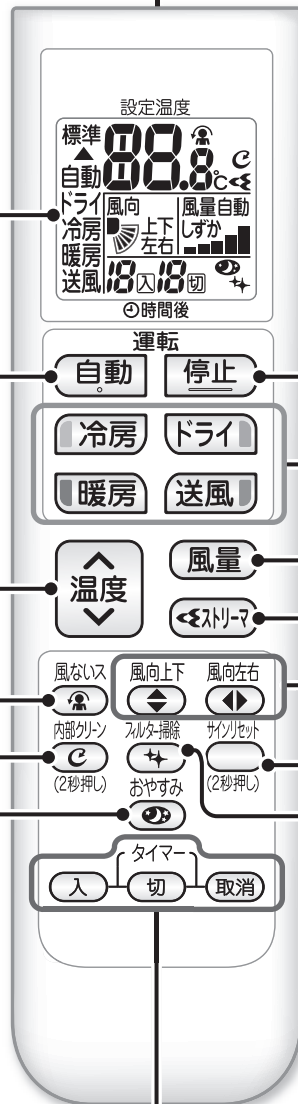 設定温度
標準
88.8℃
自動
ドライ 風向 風量自動
冷房 上下 しずか
暖房 左右
送風 18入 18切
時間後
運転
自動 停止
冷房 ドライ
暖房 送風
温度 風量
ストリーマ
風ないス 風向上下 風向左右
内部クリーン フィルター掃除 サインリセット
(2秒押し) (2秒押し)
おやすみ
タイマー
入 切 取消